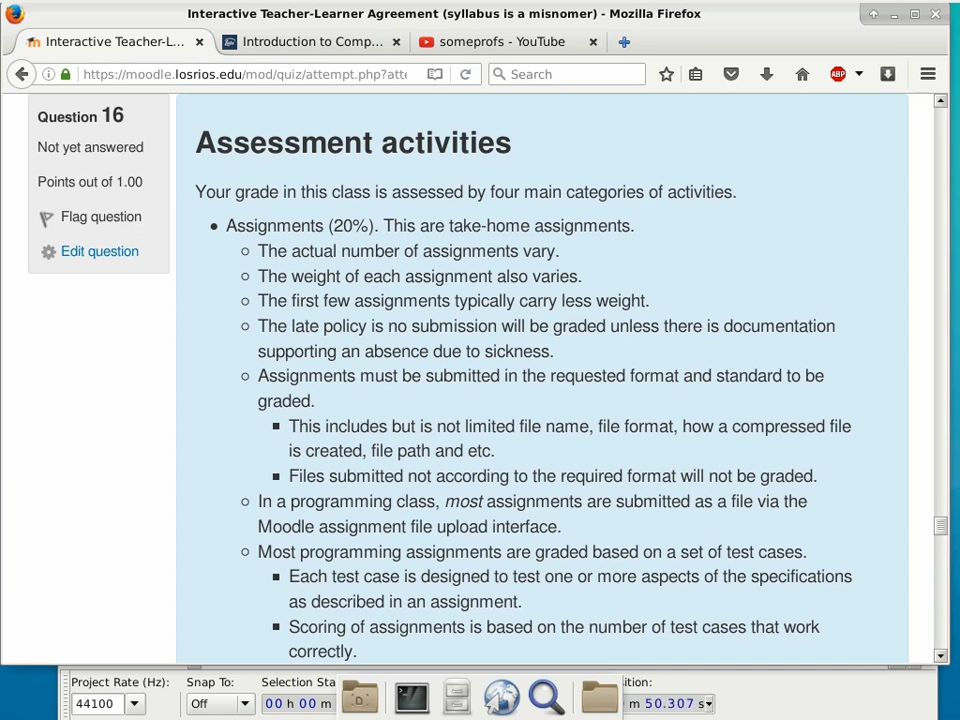 Interactive Teacher-Learner Agreement (syllabus is a misnomer) - Mozilla Firefox
Interactive Teacher-L... Introduction to Comp... someprofs - YouTube
https://moodle.losrios.edu/mod/quiz/attempt.php?att Search ABP
Question 16
Not yet answered
Points out of 1.00
Flag question
Edit question
Assessment activities
Your grade in this class is assessed by four main categories of activities.
Assignments (20%). This are take-home assignments.
The actual number of assignments vary.
The weight of each assignment also varies.
The first few assignments typically carry less weight.
The late policy is no submission will be graded unless there is documentation
supporting an absence due to sickness.
Assignments must be submitted in the requested format and standard to be
graded.
This includes but is not limited file name, file format, how a compressed file
is created, file path and etc.
Files submitted not according to the required format will not be graded.
In a programming class, most assignments are submitted as a file via the
Moodle assignment file upload interface.
Most programming assignments are graded based on a set of test cases.
Each test case is designed to test one or more aspects of the specifications
as described in an assignment.
Scoring of assignments is based on the number of test cases that work
correctly.
Project Rate (Hz): Snap To: Selection Sta ition:
44100 Off 00 h 00 m m 50.307 s